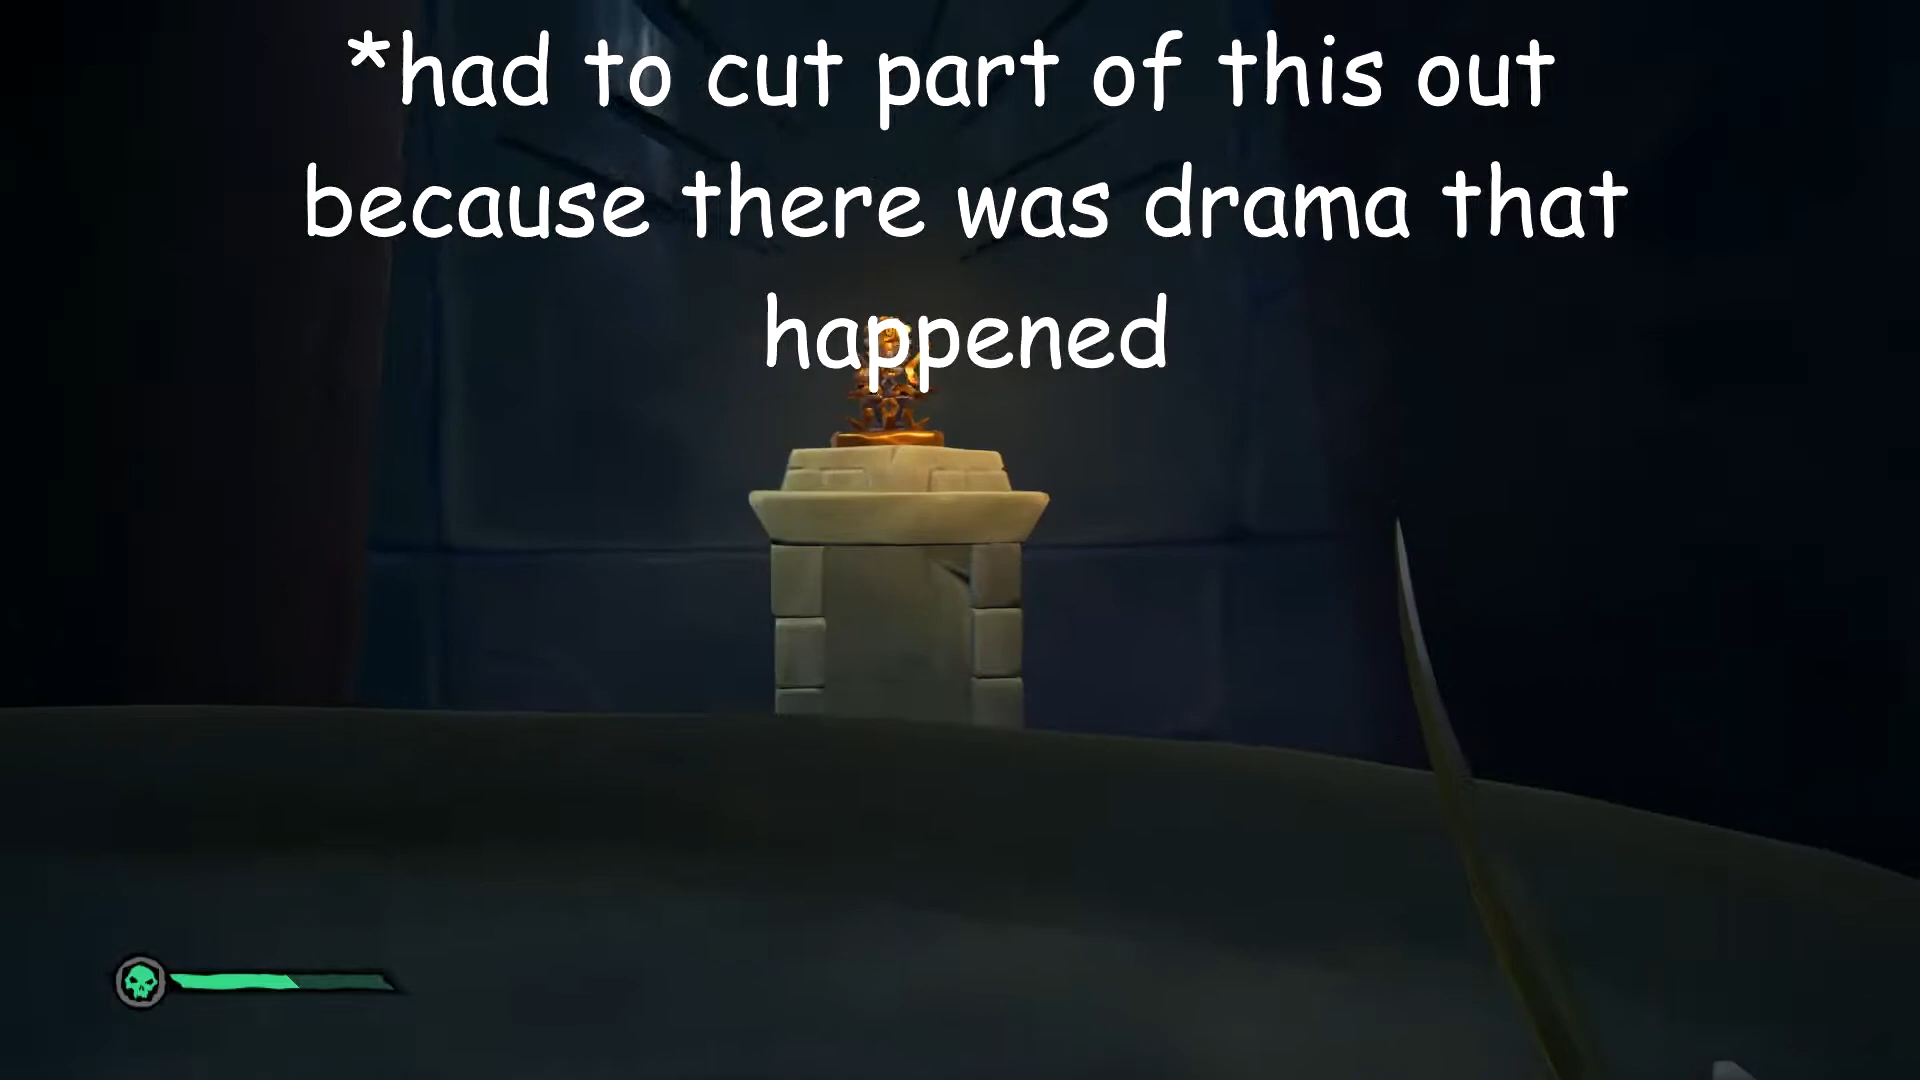 *had to cut part of this out
because there was drama that
happened